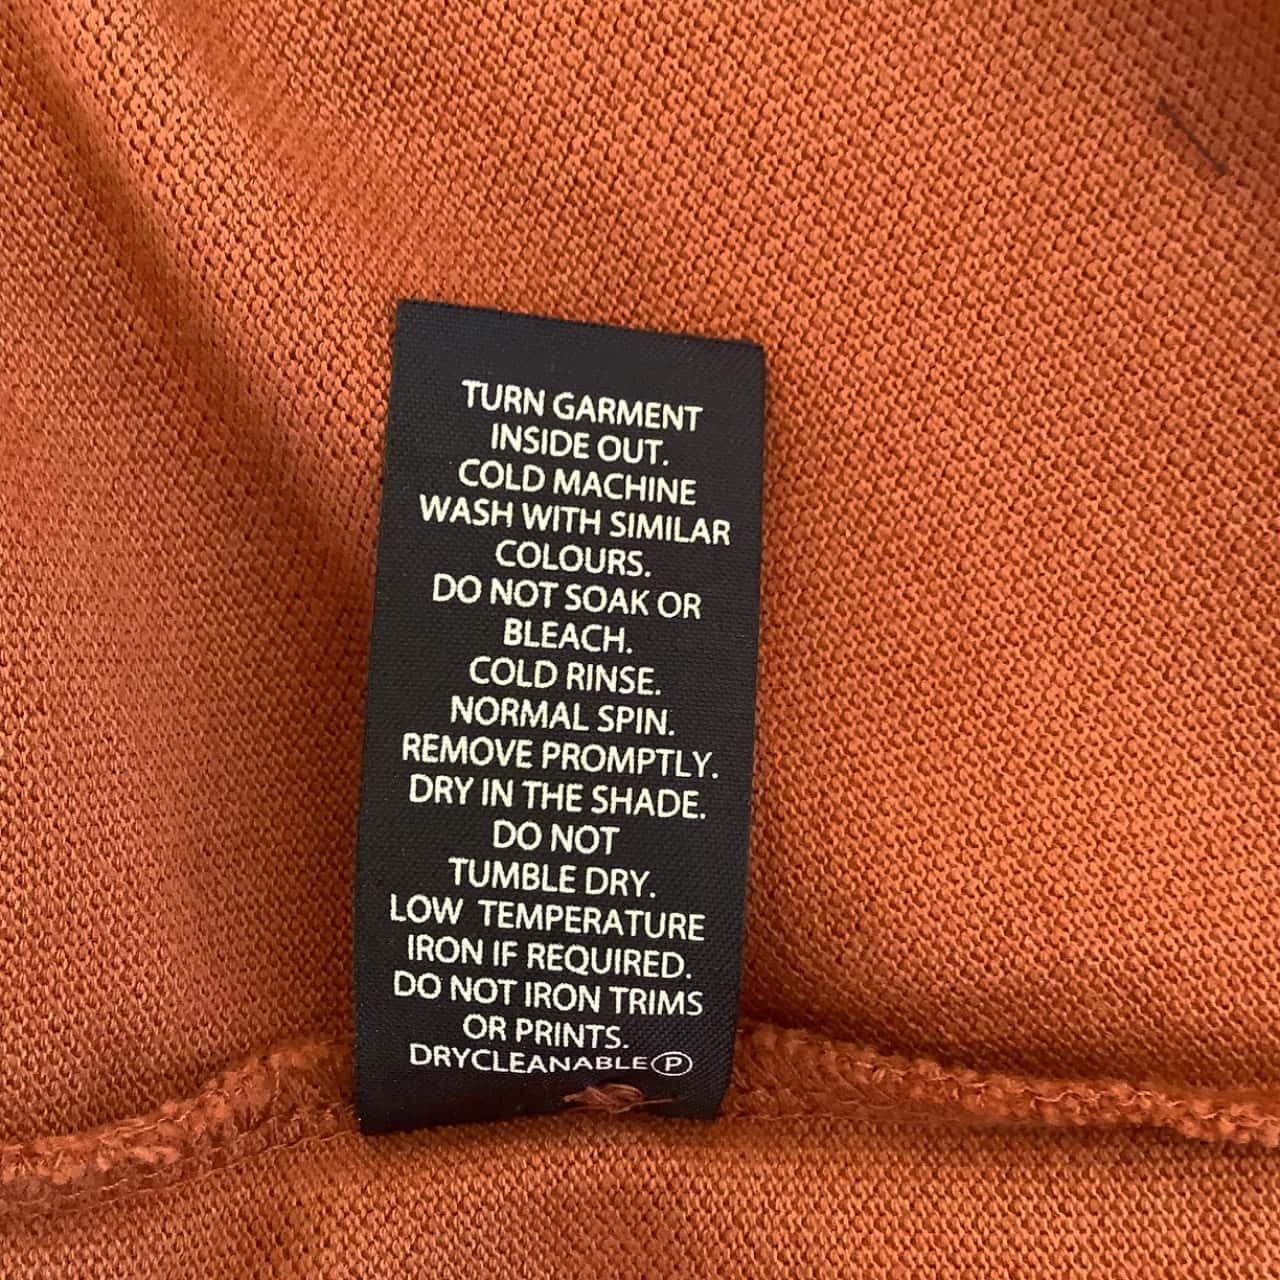 TURN GARMENT
INSIDE OUT.
COLD MACHINE
WASH WITH SIMILAR
COLOURS.
DO NOT SOAK OR
BLEACH.
COLD RINSE.
NORMAL SPIN.
REMOVE PROMPTLY.
DRY IN THE SHADE.
DO NOT
TUMBLE DRY.
LOW TEMPERATURE
IRON IF REQUIRED.
DO NOT IRON TRIMS
OR PRINTS.
DRYCLEANABLE Ⓟ